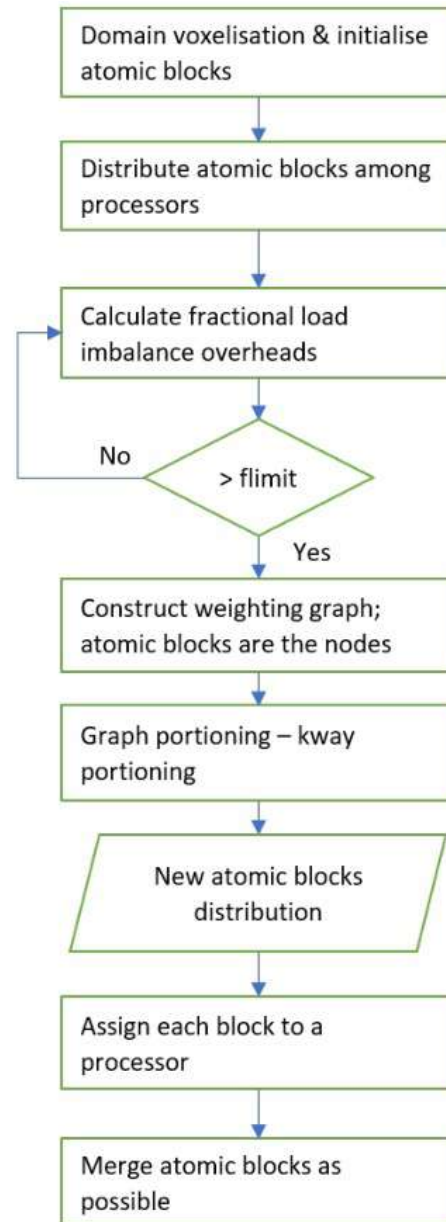 Domain voxelisation & initialise
atomic blocks
Distribute atomic blocks among
processors
Calculate fractional load
imbalance overheads
No
> flimit
Yes
Construct weighting graph;
atomic blocks are the nodes
Graph portioning – kway
portioning
New atomic blocks
distribution
Assign each block to a
processor
Merge atomic blocks as
possible